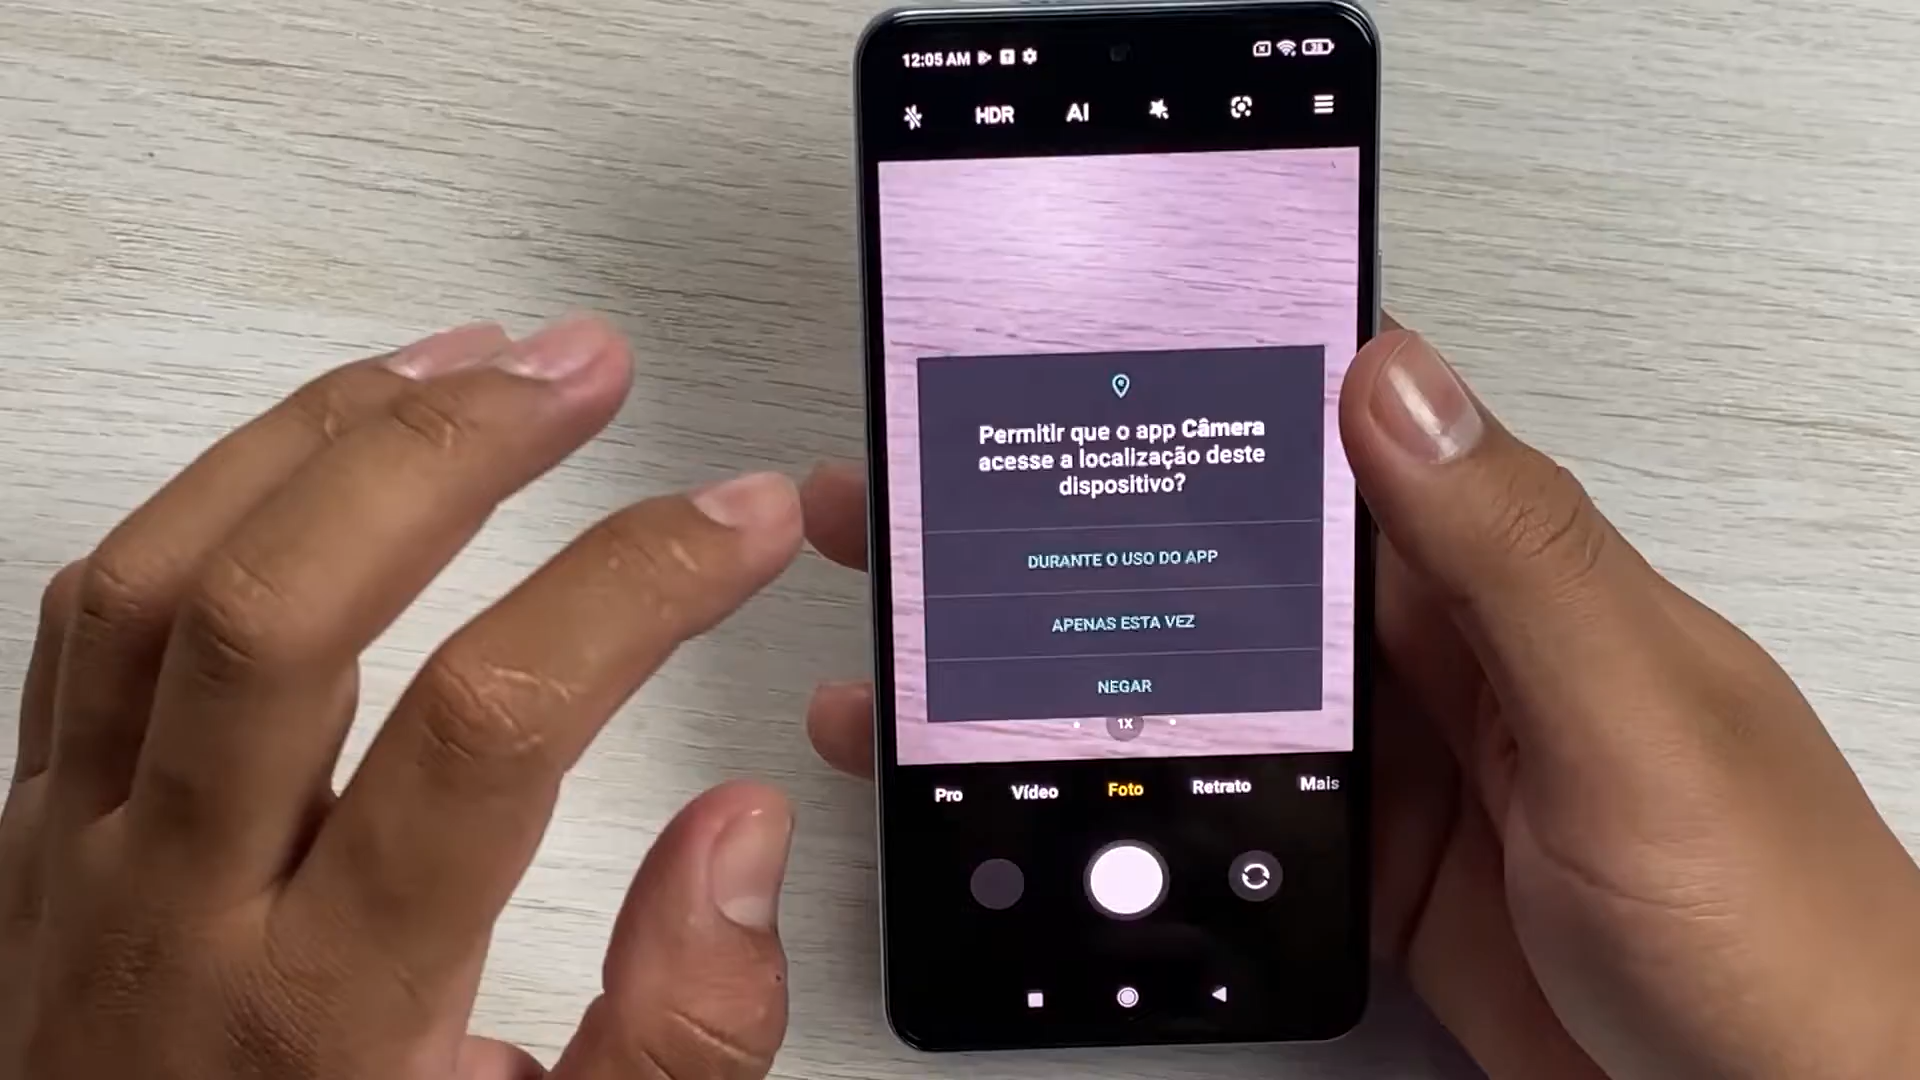 12:05 AM
HDR AI
Permitir que o app Câmera
acesse a localização deste
dispositivo?
DURANTE O USO DO APP
APENAS ESTA VEZ
NEGAR
1X
Pro Vídeo Foto Retrato Mais